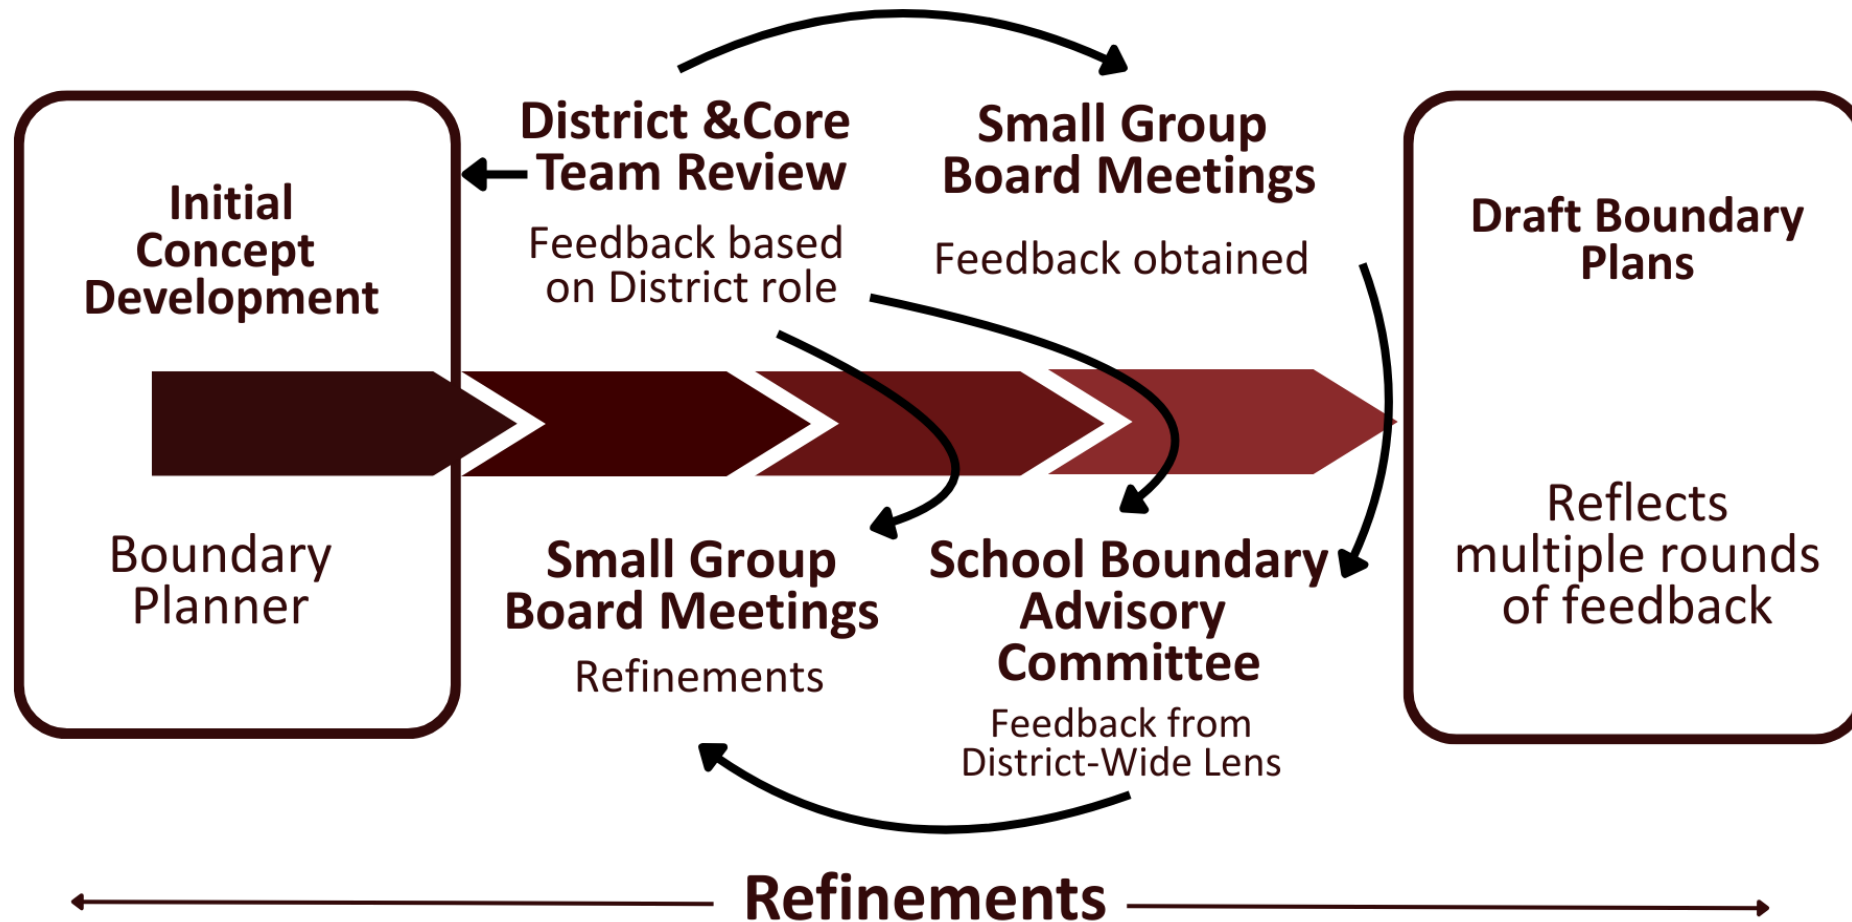 Initial
Concept
Development
Boundary
Planner
District &Core
Team Review
Feedback based
on District role
Small Group
Board Meetings
Feedback obtained
Small Group
Board Meetings
Refinements
School Boundary
Advisory
Committee
Feedback from
District-Wide Lens
Draft Boundary
Plans
Reflects
multiple rounds
of feedback
Refinements